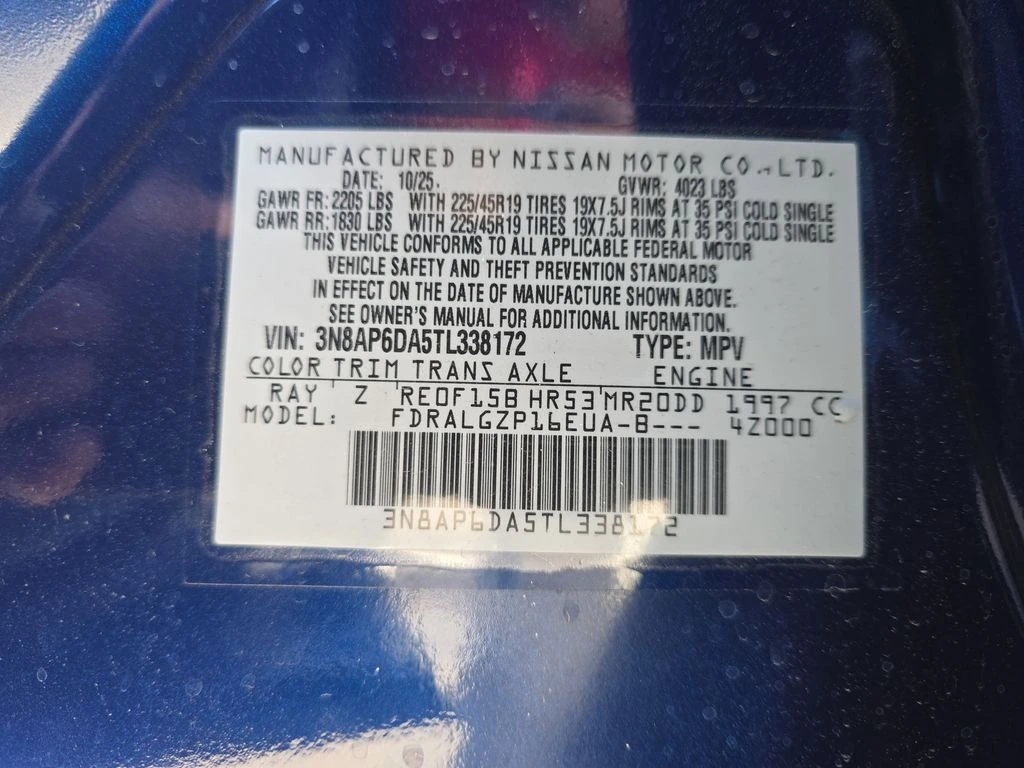 MANUFACTURED BY NISSAN MOTOR CO., LTD.
DATE: 10/25. GVWR: 4023 LBS
GAWR FR: 2205 LBS WITH 225/45R19 TIRES 19X7.5J RIMS AT 35 PSI COLD SINGLE
GAWR RR: 1830 LBS WITH 225/45R19 TIRES 19X7.5J RIMS AT 35 PSI COLD SINGLE
THIS VEHICLE CONFORMS TO ALL APPLICABLE FEDERAL MOTOR
VEHICLE SAFETY AND THEFT PREVENTION STANDARDS
IN EFFECT ON THE DATE OF MANUFACTURE SHOWN ABOVE.
SEE OWNER'S MANUAL FOR ADDITIONAL INFORMATION.
VIN: 3N8AP6DA5TL338172 TYPE: MPV
COLOR TRIM TRANS AXLE ENGINE
RAY Z RE0F15B HR53 MR20DD 1997 CC
MODEL: FDRALGZP16EUA-B--- 4Z000
3N8AP6DA5TL338172